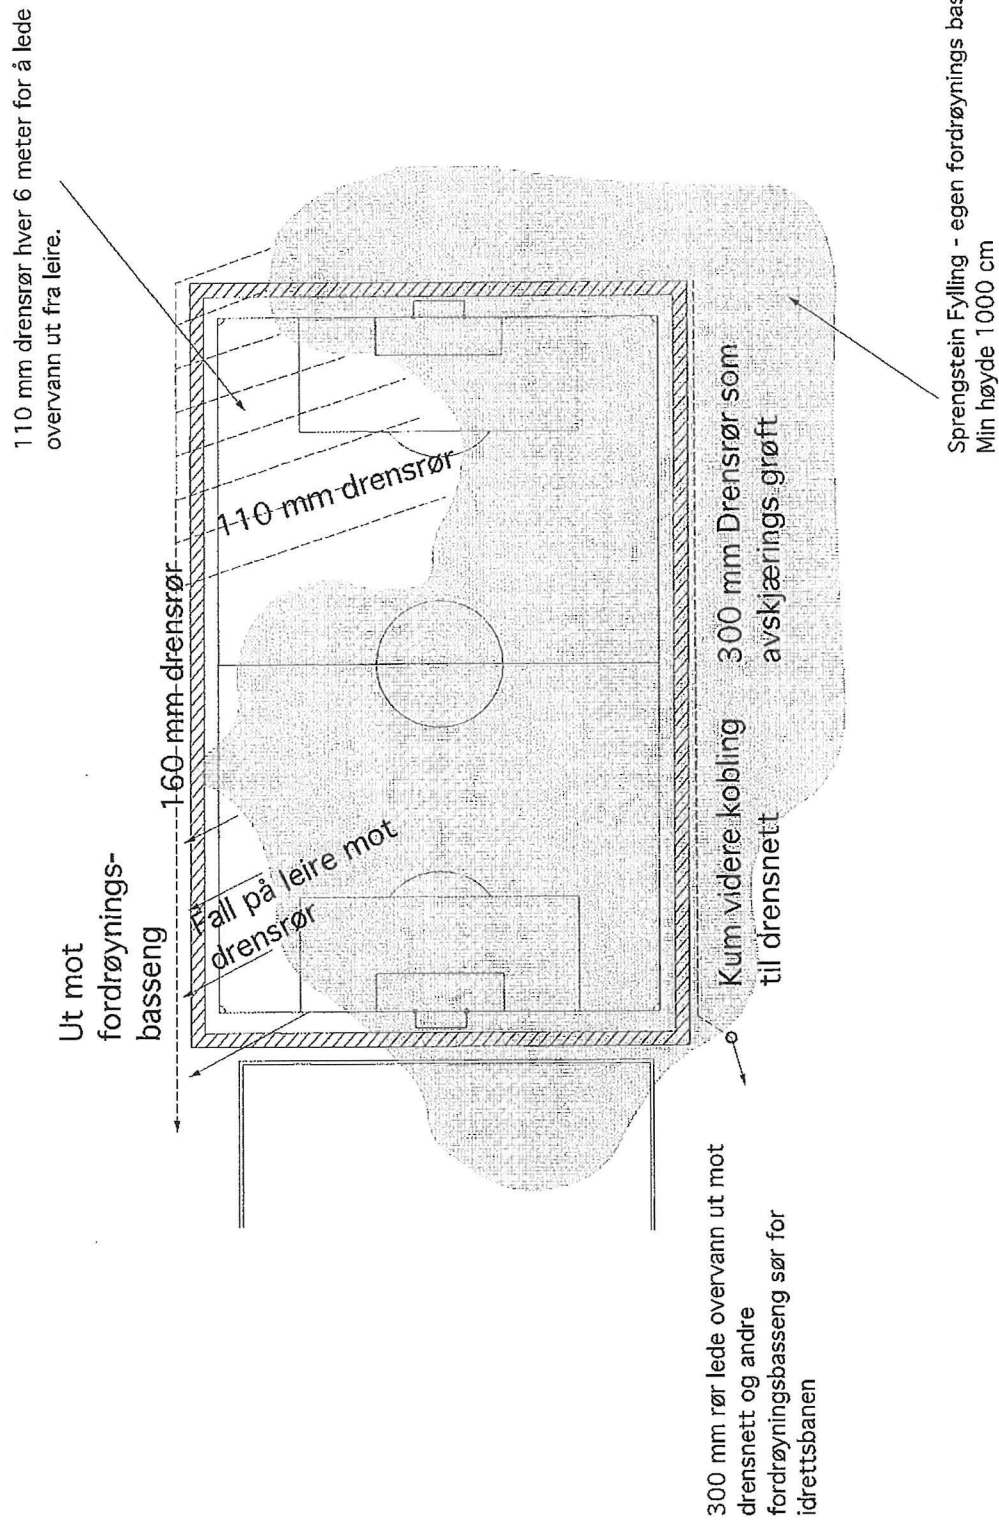 110 mm drensrør hver 6 meter for å lede
overvann ut fra leire.
110 mm drensrør
160 mm drensrør
Ut mot
fordrøynings-
basseng
Fall på leire mot
drensrør
300 mm Drensrør som
avskjærings grøft
Kum videre kobling
til drensnett
Sprengstein Fylling - egen fordrøynings bas
Min høyde 1000 cm
300 mm rør lede overvann ut mot
drensnett og andre
fordrøyningsbasseng sør for
idrettsbanen